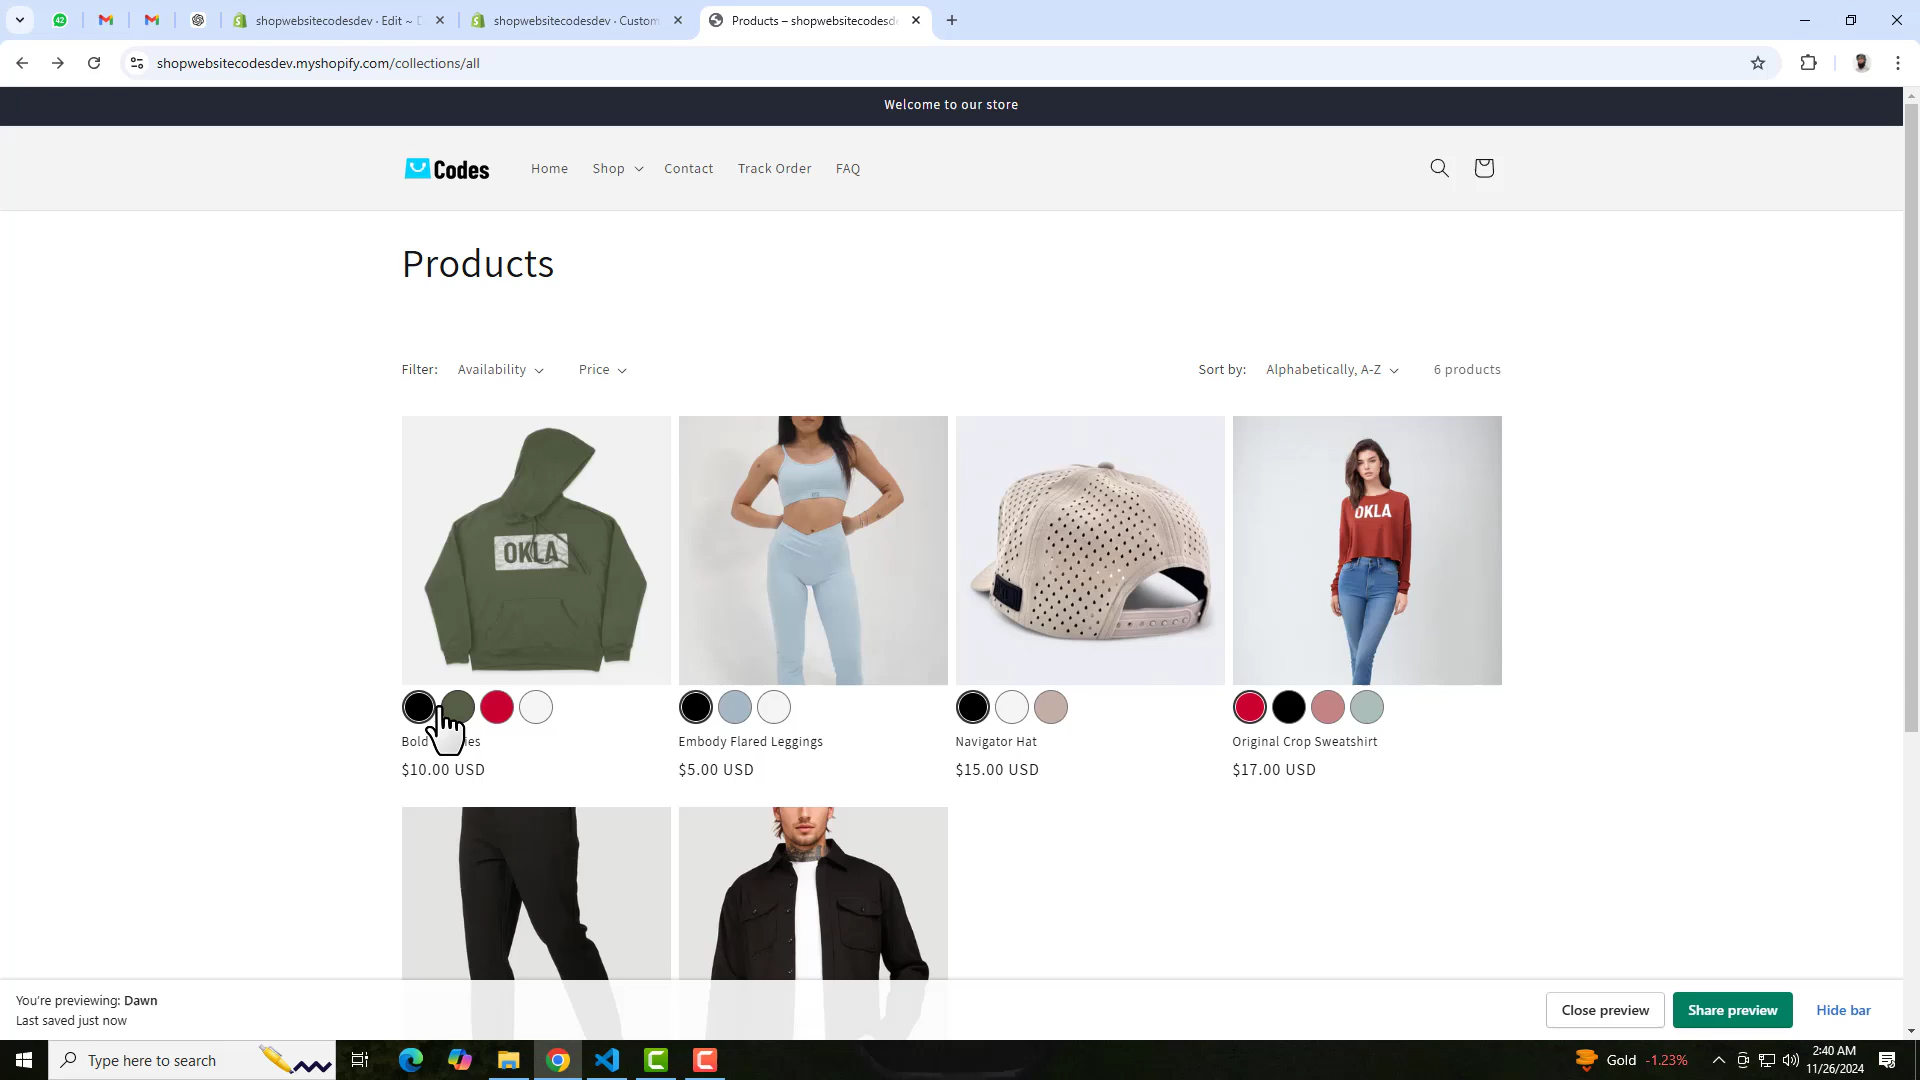 shopwebsitecodesdev · Edit ~
shopwebsitecodesdev · Custom
Products – shopwebsitecodesde
shopwebsitecodesdev.myshopify.com/collections/all
Welcome to our store
Codes
Home
Shop
Contact
Track Order
FAQ
Products
Filter:
Availability
Price
Sort by:
Alphabetically, A-Z
6 products
OKLA
OKLA
Bold
Embody Flared Leggings
Navigator Hat
Original Crop Sweatshirt
$10.00 USD
$5.00 USD
$15.00 USD
$17.00 USD
You're previewing: Dawn
Last saved just now
Close preview
Share preview
Hide bar
Type here to search
Gold -1.23%
2:40 AM
11/26/2024